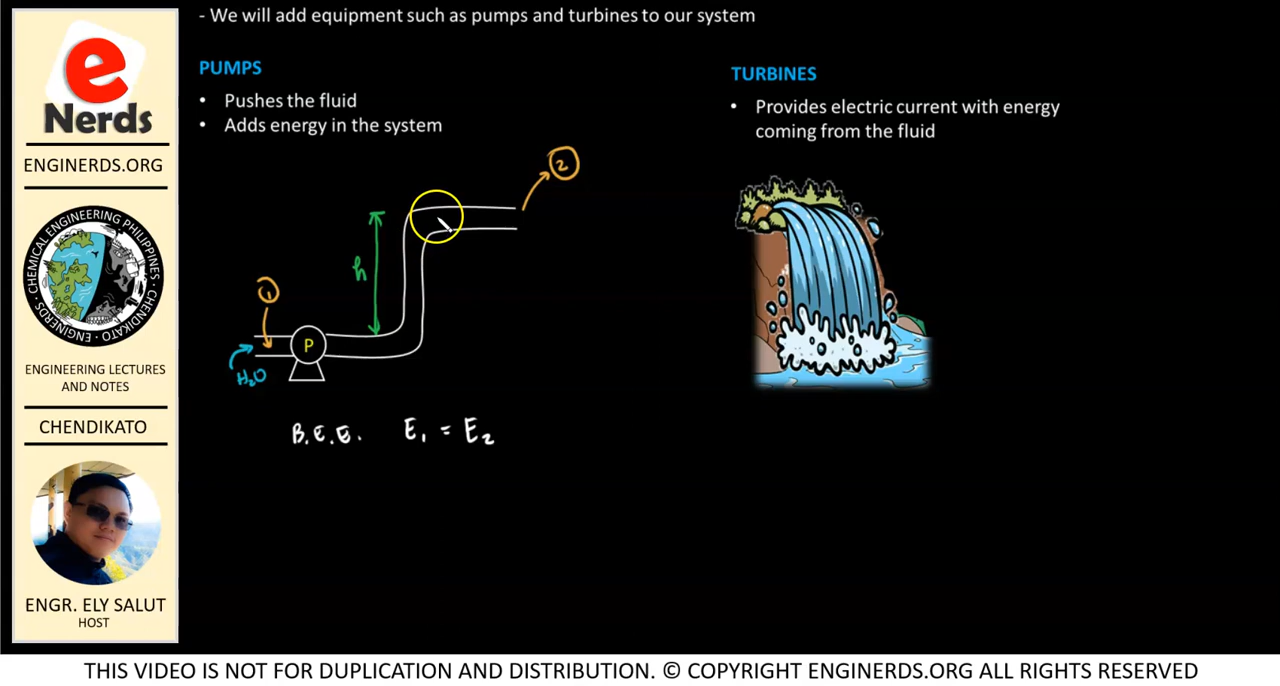 - We will add equipment such as pumps and turbines to our system
e
Nerds
ENGINERDS.ORG
CHEMICAL ENGINEERING PHILIPPINES
CHENDIKATO ENGINERDS
ENGINEERING LECTURES
AND NOTES
CHENDIKATO
ENGR. ELY SALUT
HOST
PUMPS
• Pushes the fluid
• Adds energy in the system
2
h
1
P
H₂O
B.E.E. E₁ = E₂
TURBINES
• Provides electric current with energy
coming from the fluid
THIS VIDEO IS NOT FOR DUPLICATION AND DISTRIBUTION. © COPYRIGHT ENGINERDS.ORG ALL RIGHTS RESERVED